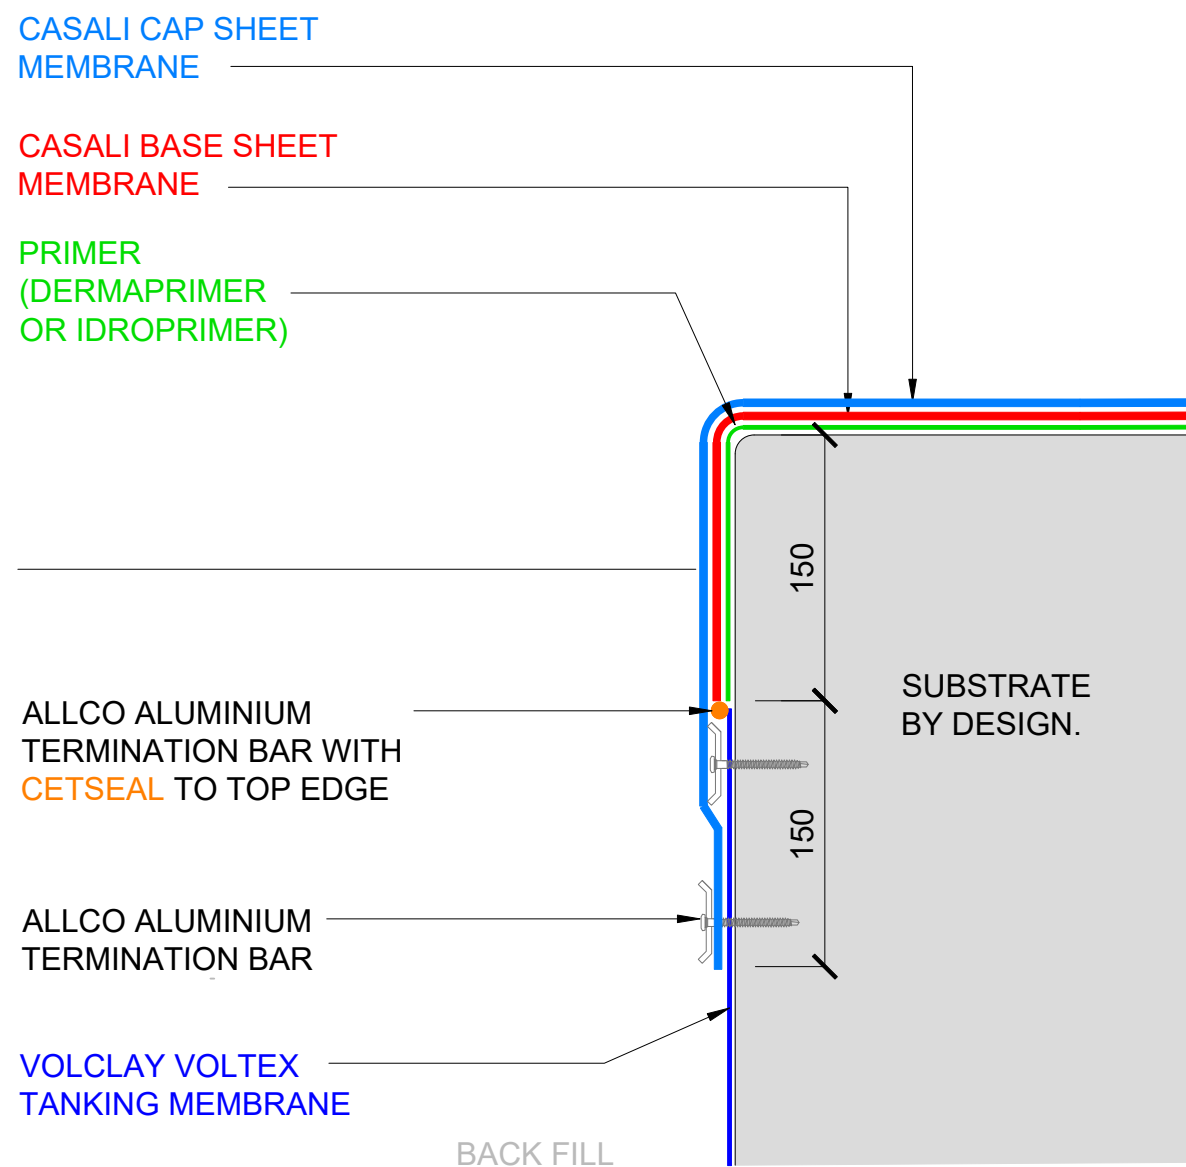 CASALI CAP SHEET
MEMBRANE
CASALI BASE SHEET
MEMBRANE
PRIMER
(DERMAPRIMER
OR IDROPRIMER)
150
SUBSTRATE
BY DESIGN.
ALLCO ALUMINIUM
TERMINATION BAR WITH
CETSEAL TO TOP EDGE
150
ALLCO ALUMINIUM
TERMINATION BAR
VOLCLAY VOLTEX
TANKING MEMBRANE
BACK FILL